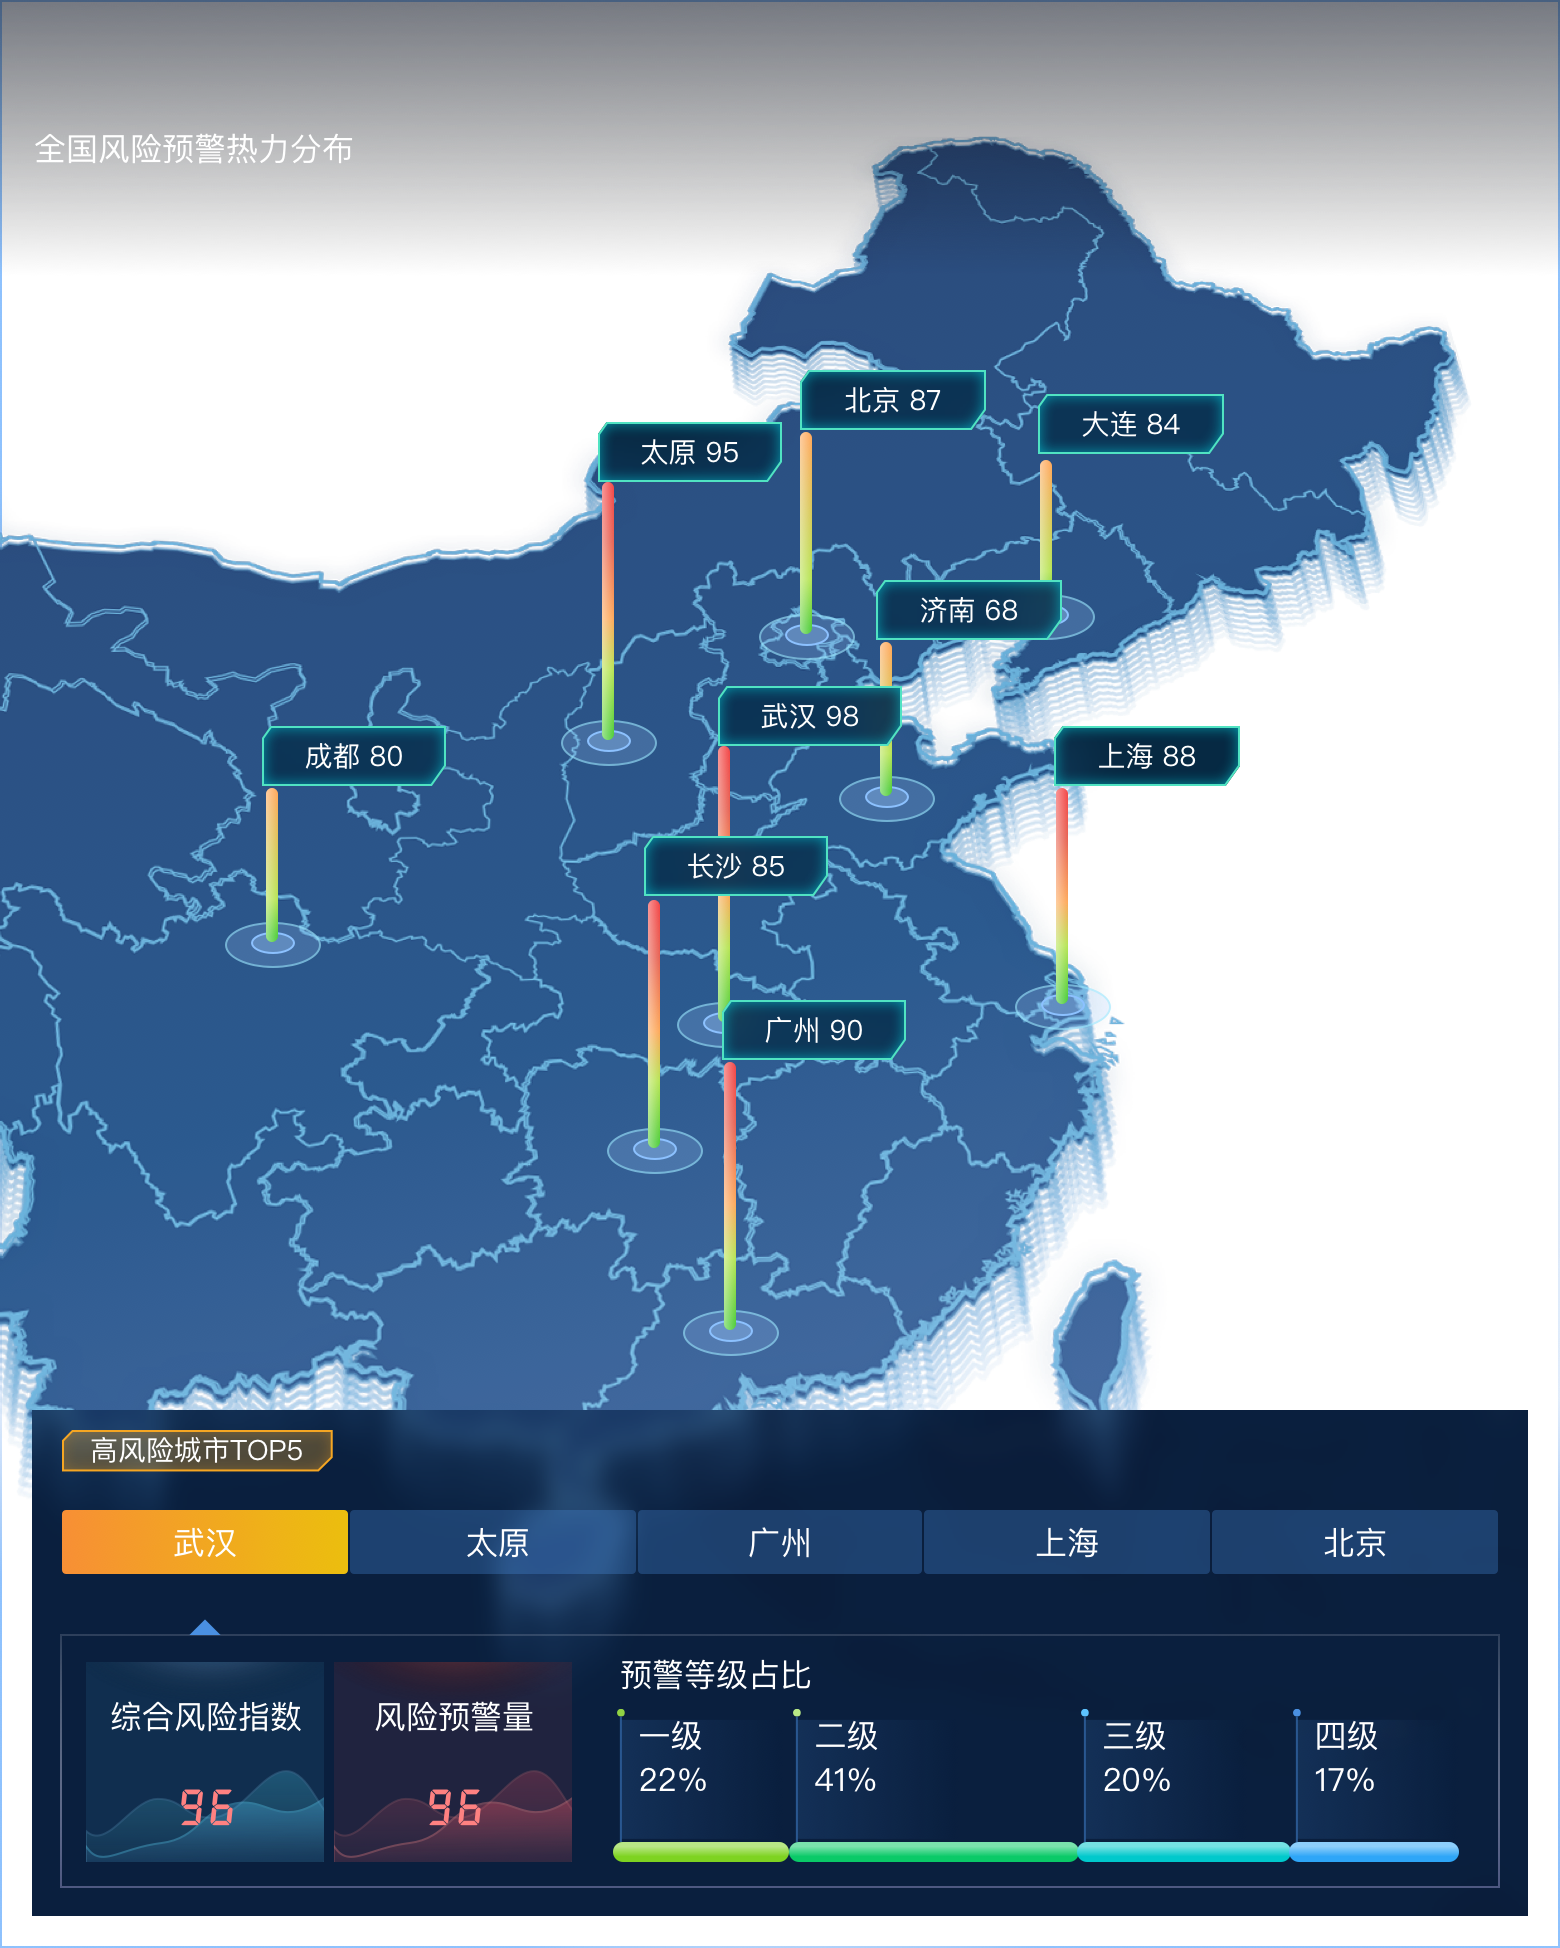 全国风险预警热力分布
北京 87
大连 84
太原 95
济南 68
武汉 98
成都 80
上海 88
长沙 85
广州 90
高风险城市TOP5
武汉
太原
广州
上海
北京
综合风险指数
96
风险预警量
96
预警等级占比
一级
22%
二级
41%
三级
20%
四级
17%